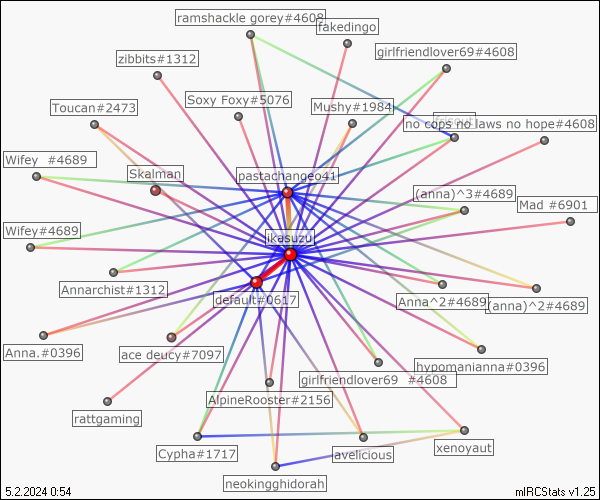 ramshackle gorey#4608
fakedingo
girlfriendlover69#4608
zibbits#1312
Soxy Foxy#5076
Mushy#1984
Toucan#2473
no cops no laws no hope#4608
Wifey  #4689
Skalman
pastachangeo41
(anna)^3#4689
Mad #6901
Wifey#4689
ikesuzu
Annarchist#1312
default#0617
Anna^2#4689
(anna)^2#4689
Anna.#0396
ace deucy#7097
hypomanianna#0396
girlfriendlover69  #4608
AlpineRooster#2156
rattgaming
Cypha#1717
avelicious
xenoyaut
neokingghidorah
5.2.2024 0:54
mIRCStats v1.25